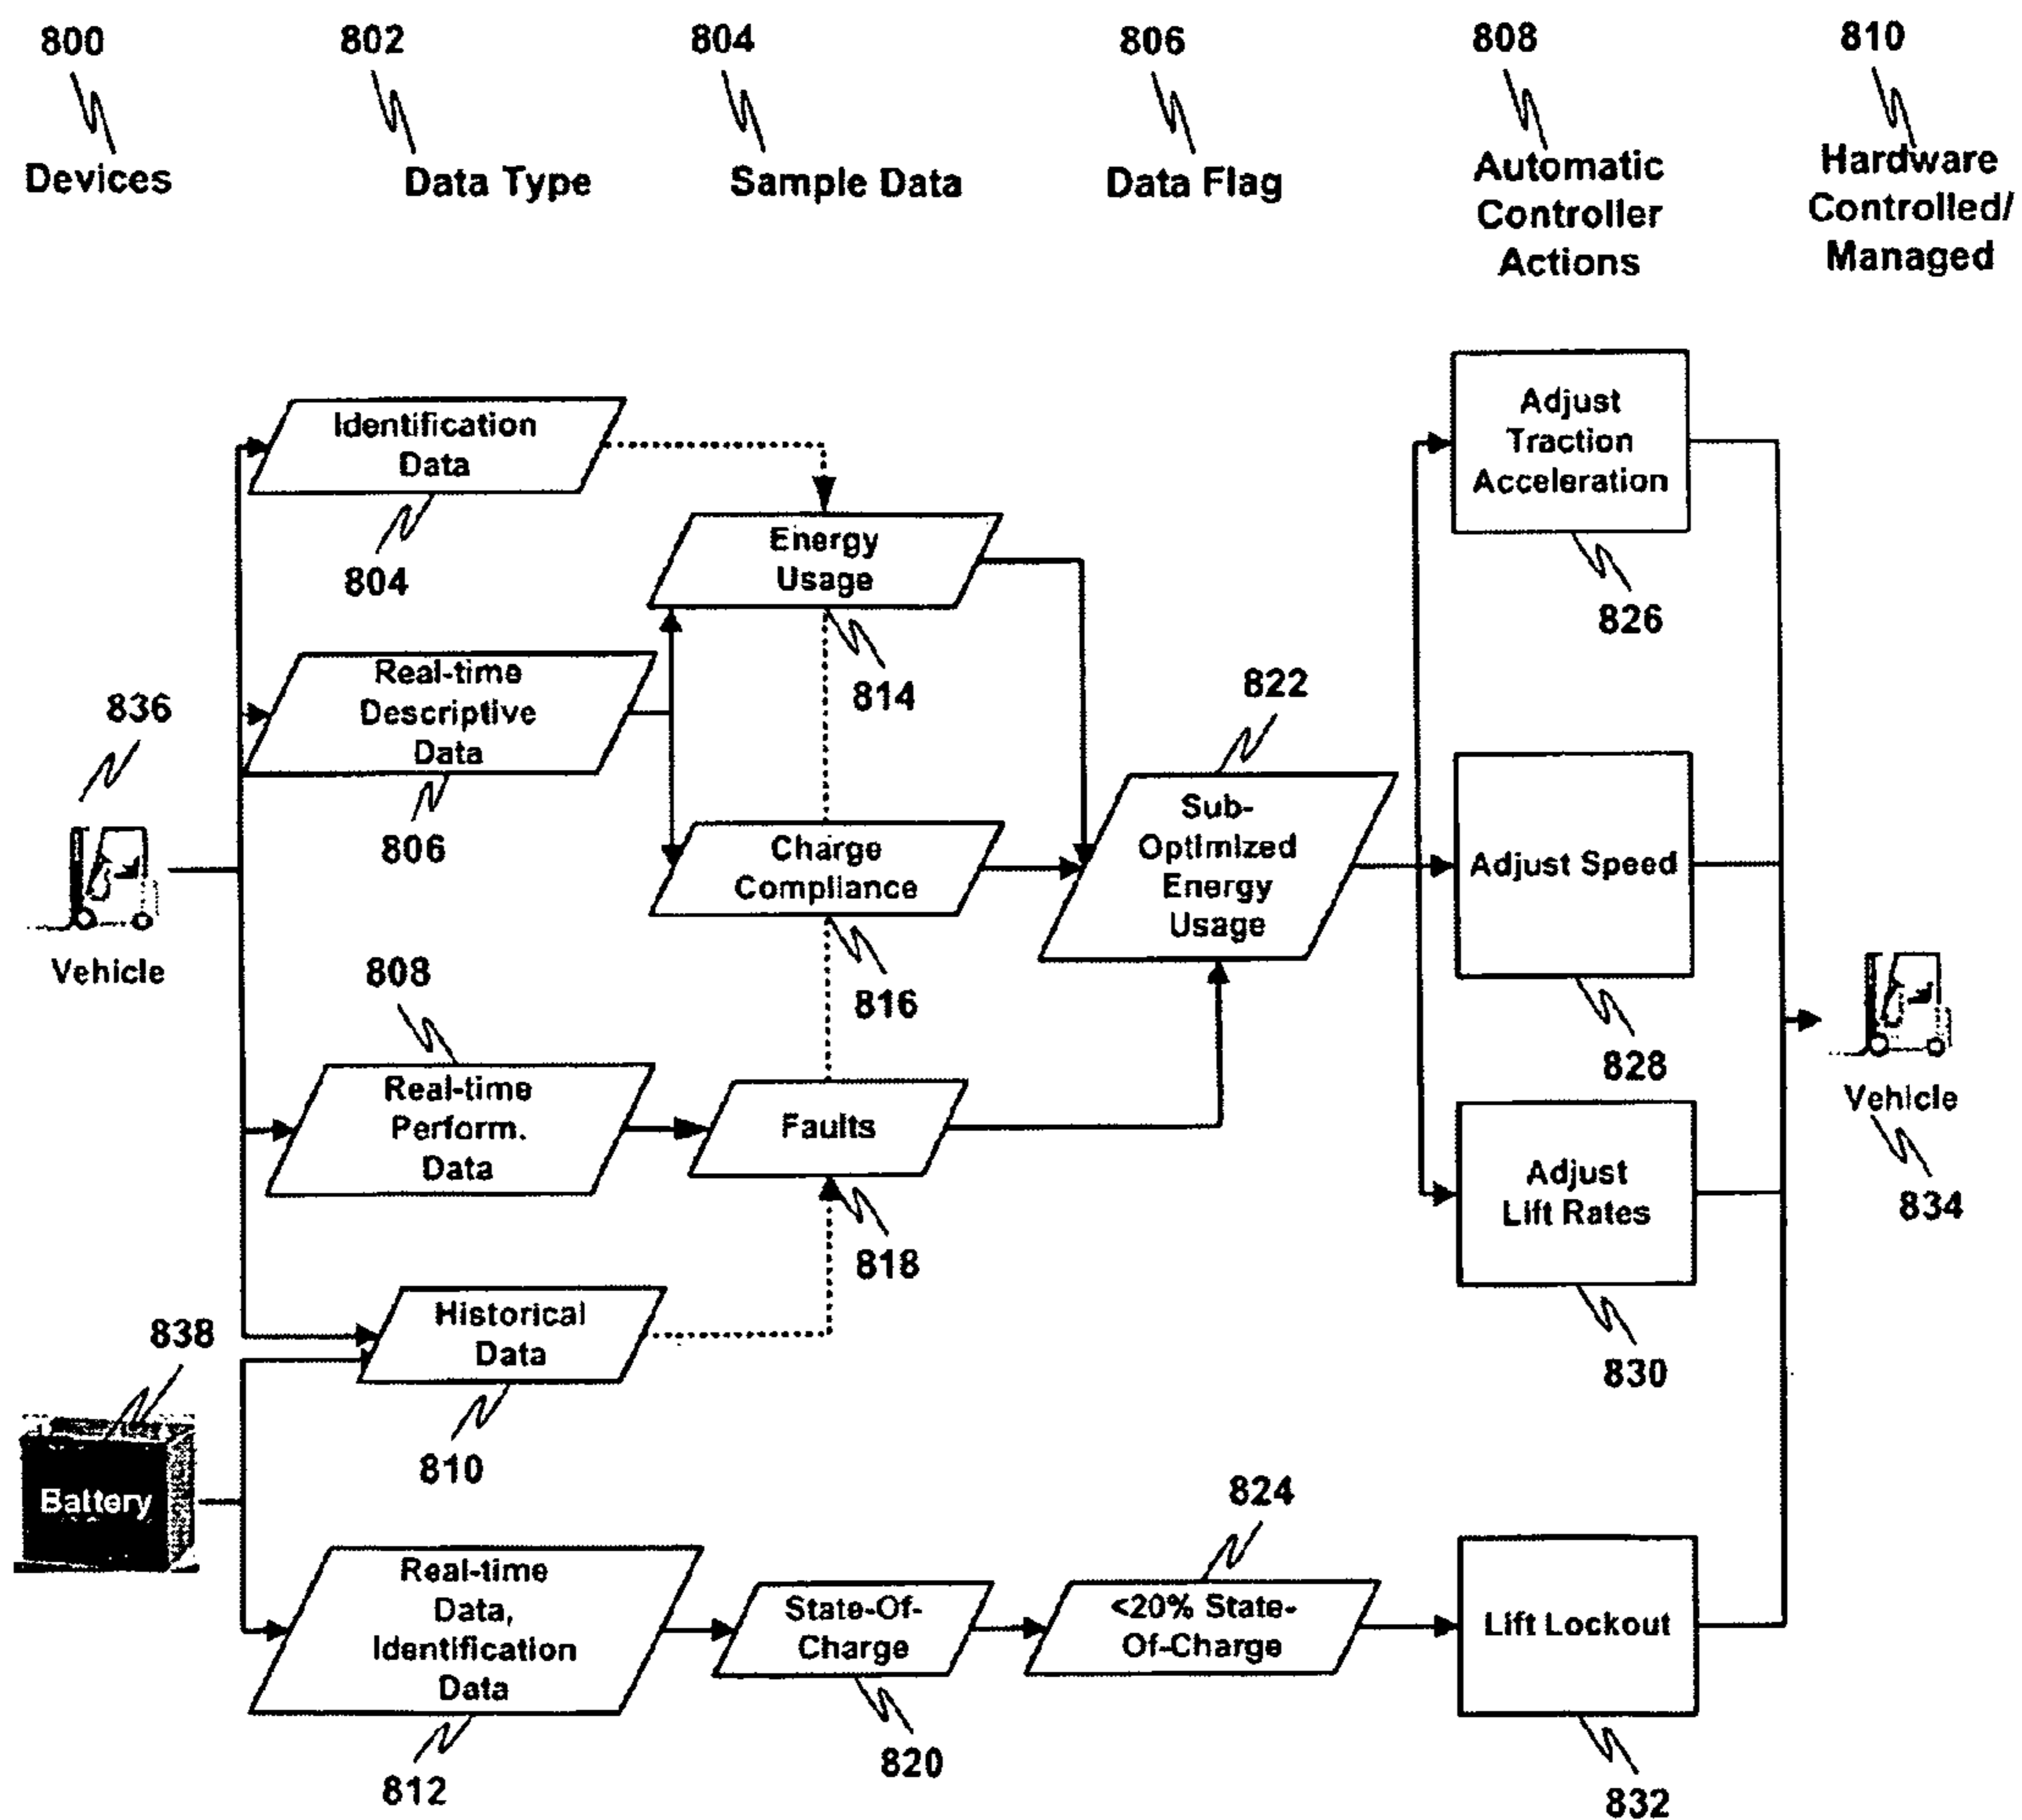 800
802
804
806
808
810
Devices
Data Type
Sample Data
Data Flag
Automatic
Controller
Actions
Hardware
Controlled/
Managed
Identification
Data
804
Energy
Usage
814
Adjust
Traction
Acceleration
826
Real-time
Descriptive
Data
806
836
Vehicle
Charge
Compliance
816
822
Sub-
Optimized
Energy
Usage
Adjust Speed
828
808
Real-time
Perform.
Data
Faults
818
Adjust
Lift Rates
830
Vehicle
834
Historical
Data
810
838
Battery
Real-time
Data,
Identification
Data
812
State-Of-
Charge
820
824
<20% State-
Of-Charge
Lift Lockout
832